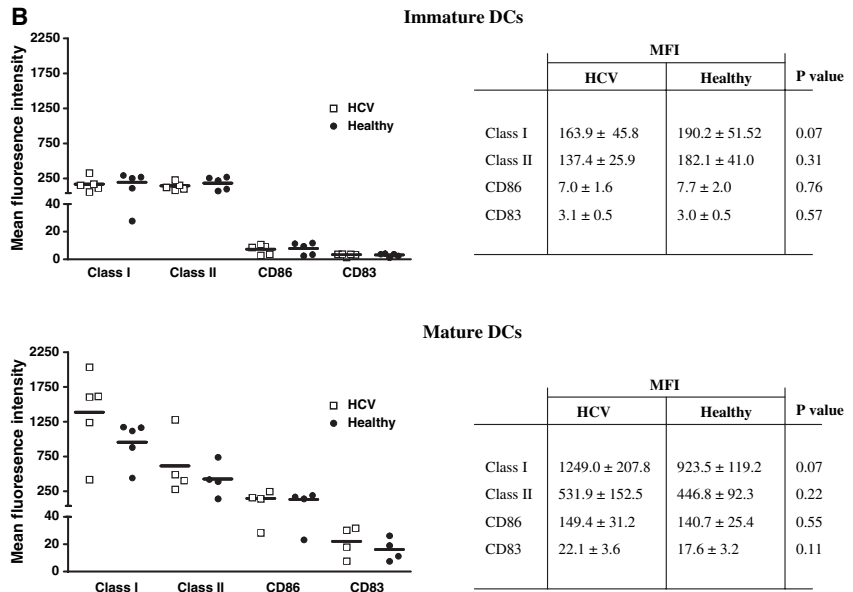 B
Immature DCs
Mean fluoresence intensity
2250
1750
1250
750
250
40
20
0
□ HCV
● Healthy
Class I Class II CD86 CD83
MFI
HCV Healthy P value
Class I 163.9 ± 45.8 190.2 ± 51.52 0.07
Class II 137.4 ± 25.9 182.1 ± 41.0 0.31
CD86 7.0 ± 1.6 7.7 ± 2.0 0.76
CD83 3.1 ± 0.5 3.0 ± 0.5 0.57
Mature DCs
Mean fluoresence intensity
2250
1750
1250
750
250
40
20
0
□ HCV
● Healthy
Class I Class II CD86 CD83
MFI
HCV Healthy P value
Class I 1249.0 ± 207.8 923.5 ± 119.2 0.07
Class II 531.9 ± 152.5 446.8 ± 92.3 0.22
CD86 149.4 ± 31.2 140.7 ± 25.4 0.55
CD83 22.1 ± 3.6 17.6 ± 3.2 0.11